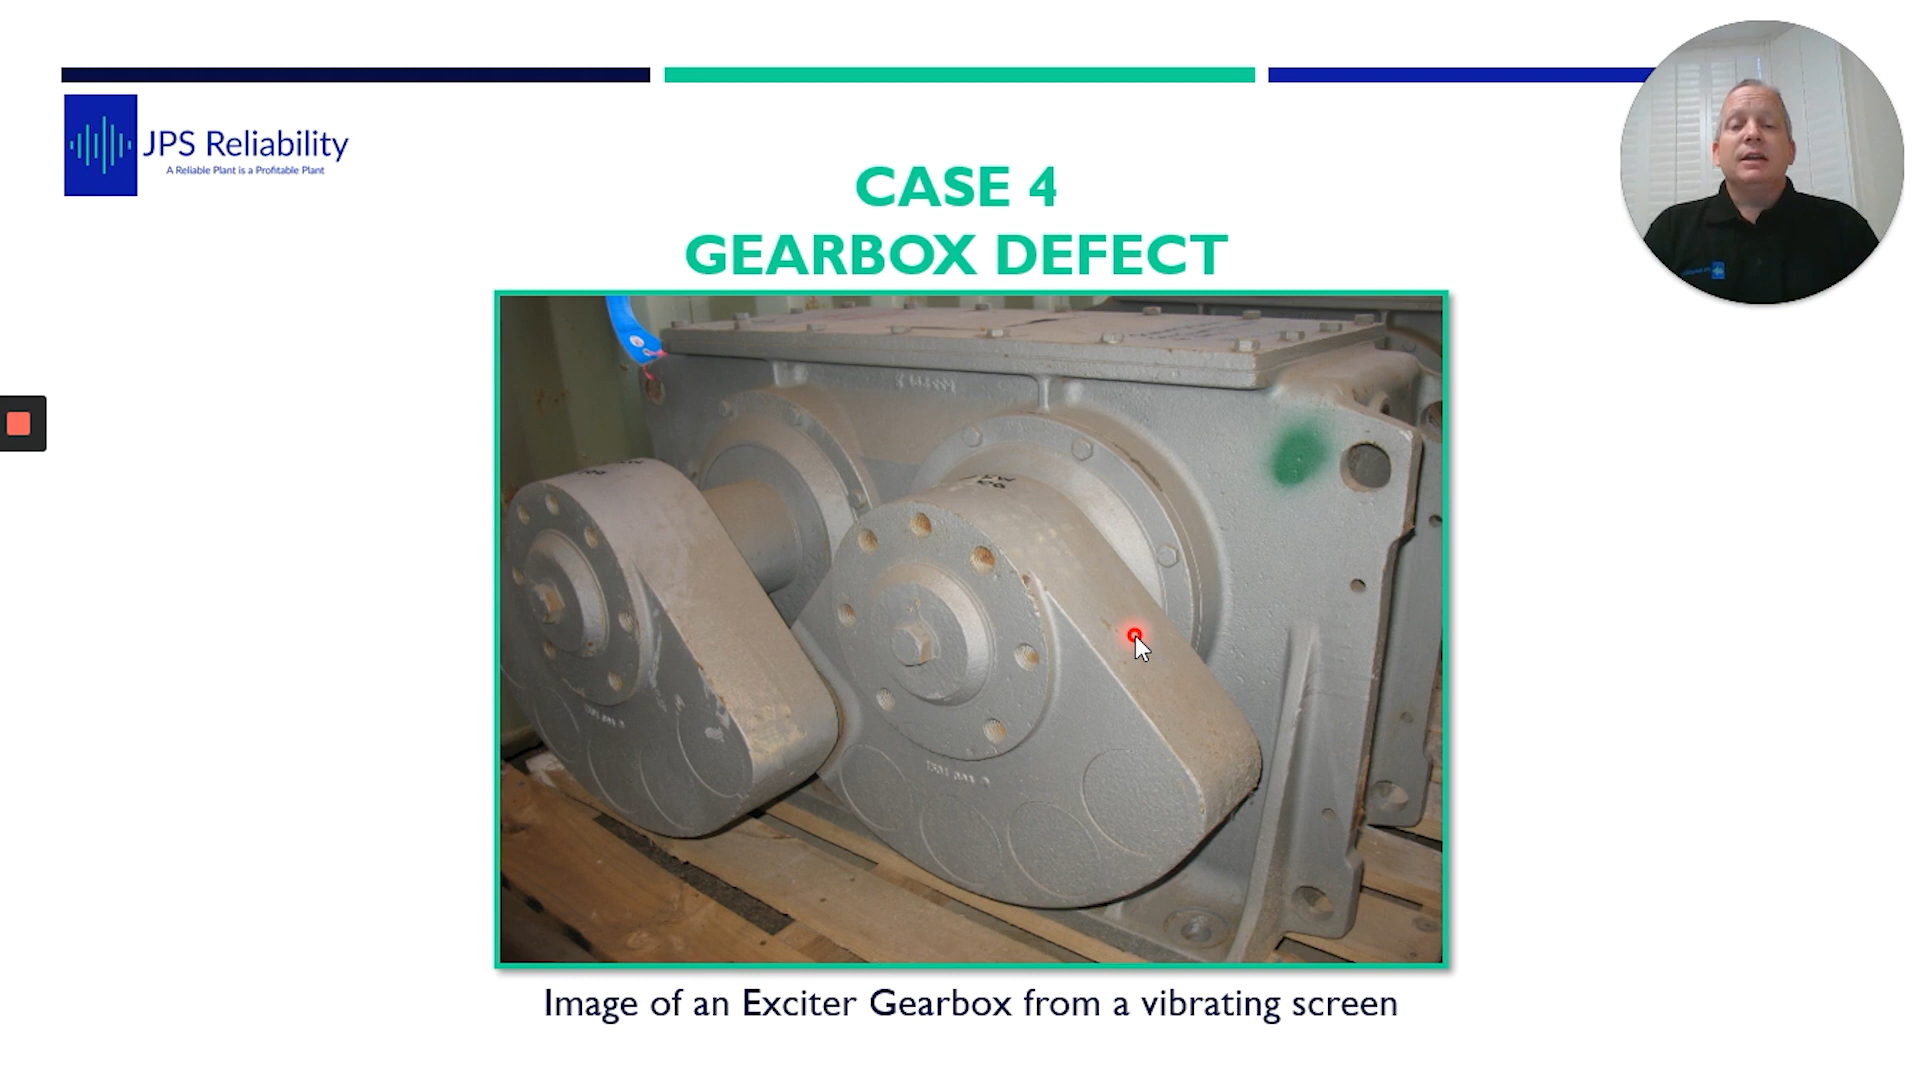 JPS Reliability
A Reliable Plant is a Profitable Plant
CASE 4
GEARBOX DEFECT
Image of an Exciter Gearbox from a vibrating screen